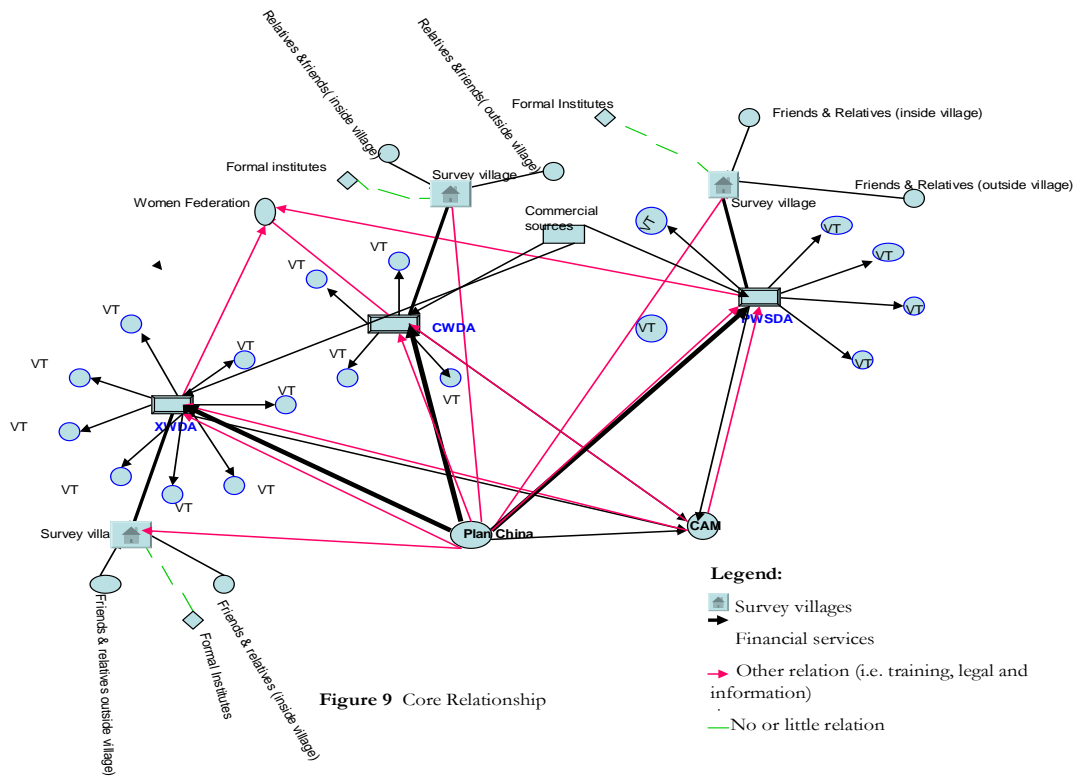 Relatives &friends( inside village)
Relatives &friends( outside village)
Formal Institutes
Friends & Relatives (inside village)
Formal institutes
Survey village
Friends & Relatives (outside village)
Survey village
Women Federation
Commercial
sources
VT
VT
VT
VT
VT
VT
VT
CWDA
VT
PWSDA
VT
VT
VT
VT
VT
VT
VT
VT
XWDA
VT
VT
VT
Survey villa
Plan China
CAM
Friends & relatives outside village)
Formal Institutes
Friends & relatives (inside village)
Legend:
Survey villages
Financial services
Other relation (i.e. training, legal and
information)
No or little relation
Figure 9 Core Relationship